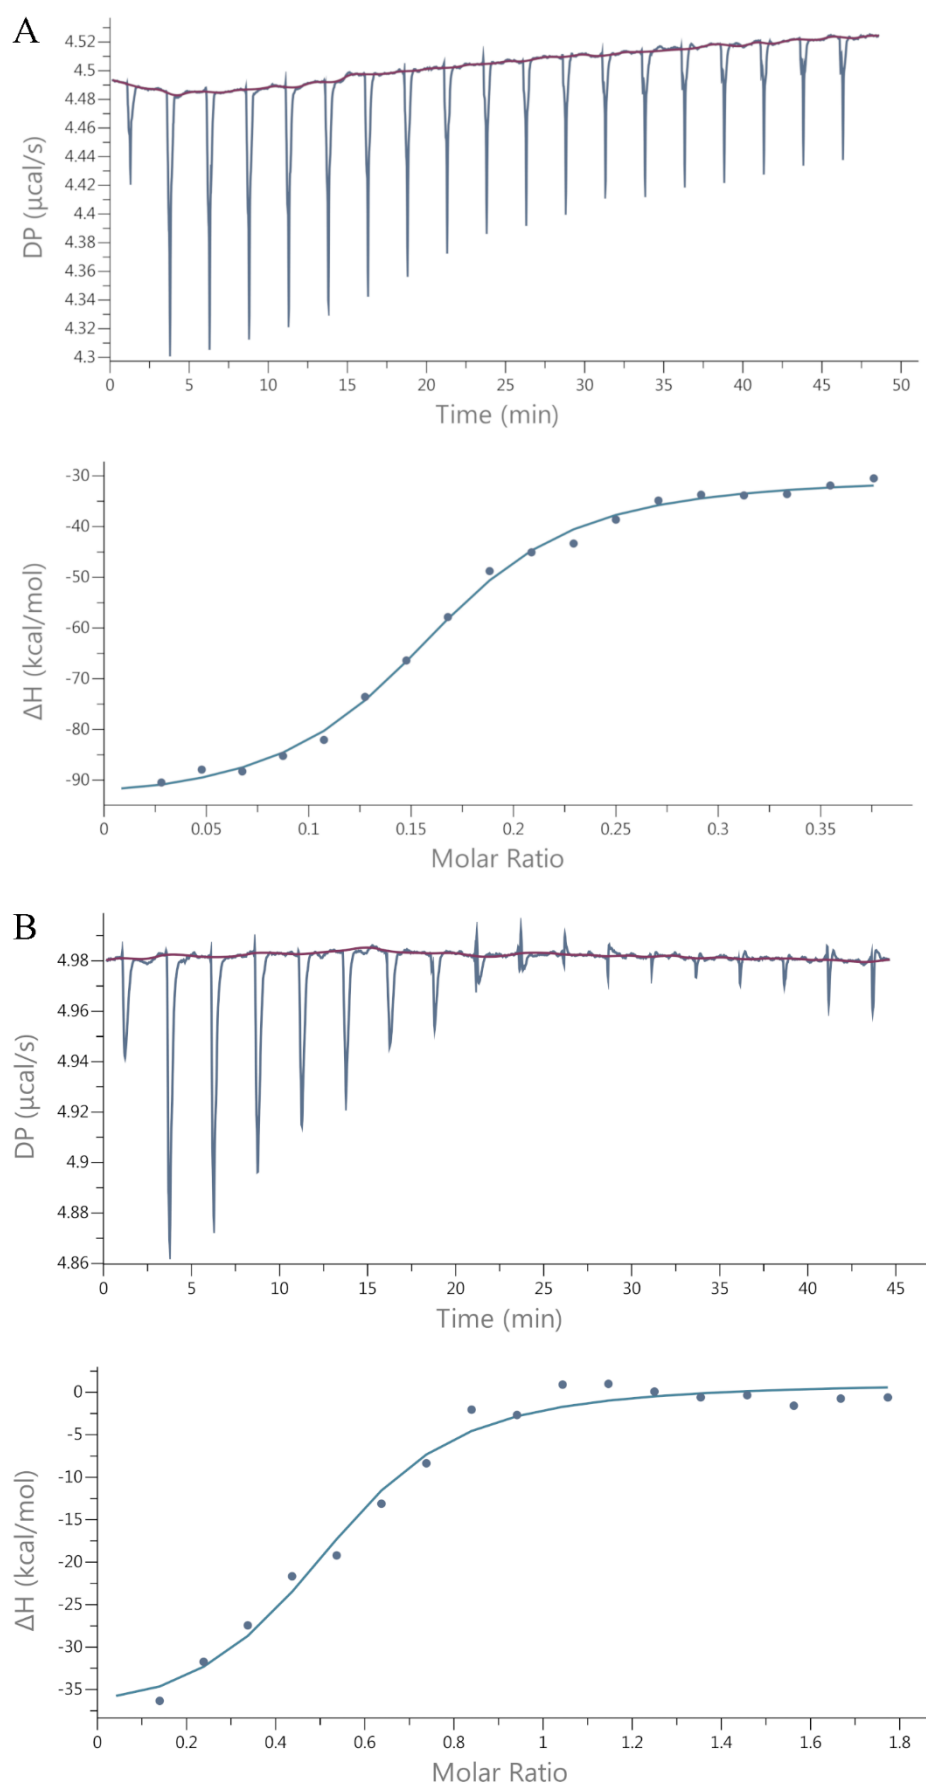 A
4.52
4.5
4.48
4.46
4.44
4.42
4.4
4.38
4.36
4.34
4.32
4.3
DP (μcal/s)
0 5 10 15 20 25 30 35 40 45 50
Time (min)
-30
-40
-50
-60
-70
-80
-90
ΔH (kcal/mol)
0 0.05 0.1 0.15 0.2 0.25 0.3 0.35
Molar Ratio
B
4.98
4.96
4.94
4.92
4.9
4.88
4.86
DP (μcal/s)
0 5 10 15 20 25 30 35 40 45
Time (min)
0
-5
-10
-15
-20
-25
-30
-35
ΔH (kcal/mol)
0 0.2 0.4 0.6 0.8 1 1.2 1.4 1.6 1.8
Molar Ratio